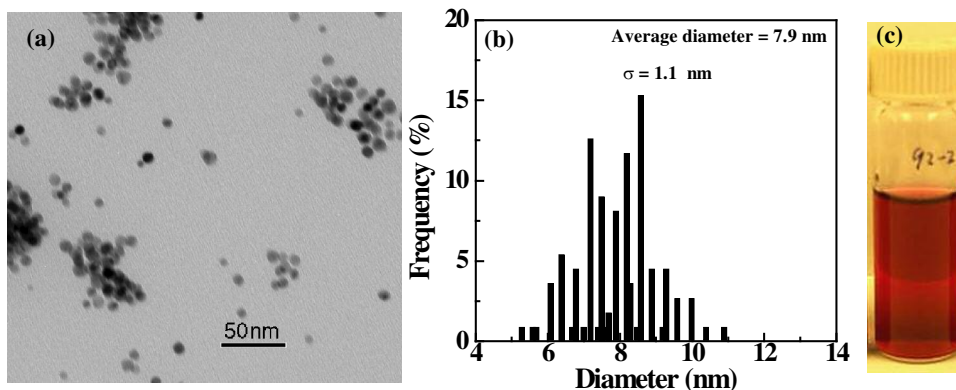 (a)
50nm
(b)
Average diameter = 7.9 nm
σ = 1.1 nm
Frequency (%)
20
15
10
5
0
4 6 8 10 12 14
Diameter (nm)
(c)